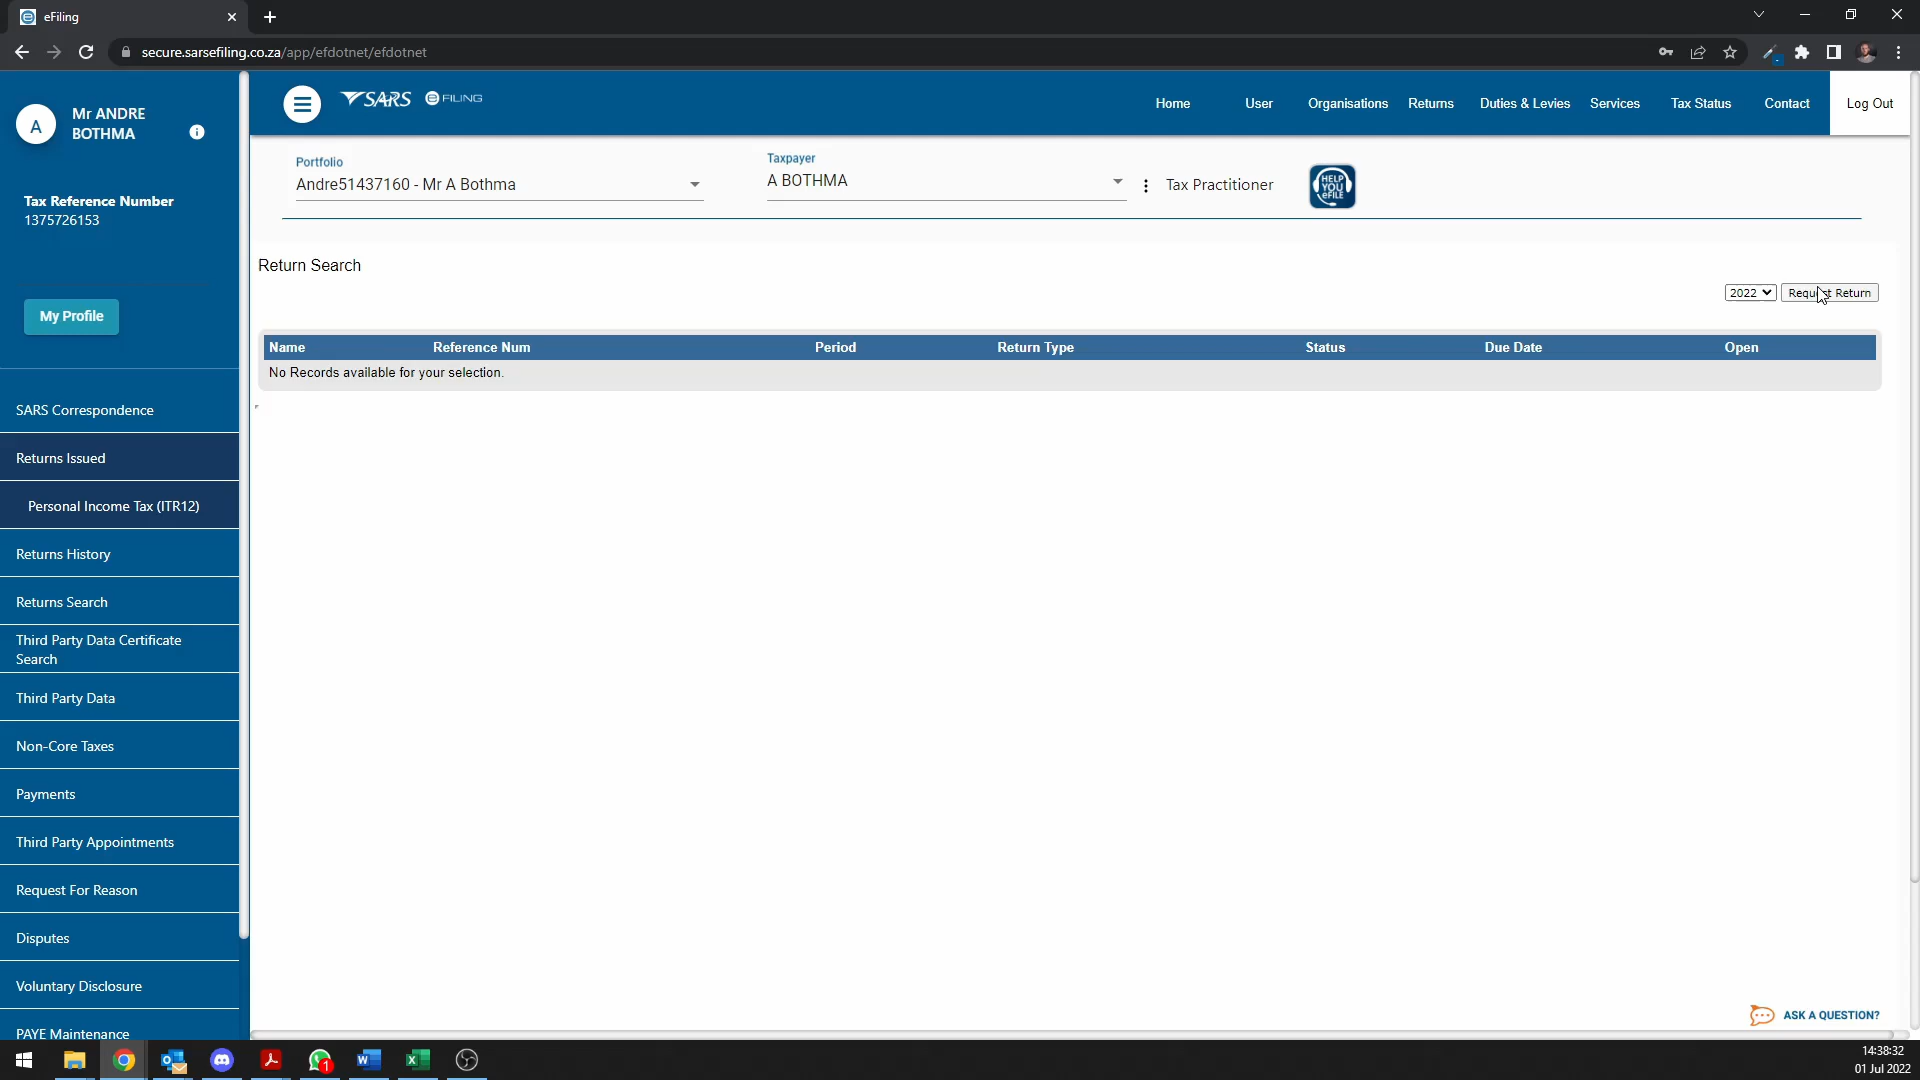 eFiling
secure.sarsefiling.co.za/app/efdotnet/efdotnet
A
Mr ANDRE
BOTHMA
Tax Reference Number
1375726153
My Profile
SARS Correspondence
Returns Issued
Personal Income Tax (ITR12)
Returns History
Returns Search
Third Party Data Certificate
Search
Third Party Data
Non-Core Taxes
Payments
Third Party Appointments
Request For Reason
Disputes
Voluntary Disclosure
PAYE Maintenance
SARS eFILING
Home User Organisations Returns Duties & Levies Services Tax Status Contact Log Out
Portfolio
Andre51437160 - Mr A Bothma
Taxpayer
A BOTHMA
Tax Practitioner
HELP
YOU
eFILE
Return Search
2022 Request Return
Name Reference Num Period Return Type Status Due Date Open
No Records available for your selection.
ASK A QUESTION?
1
14:38:32
01 Jul 2022